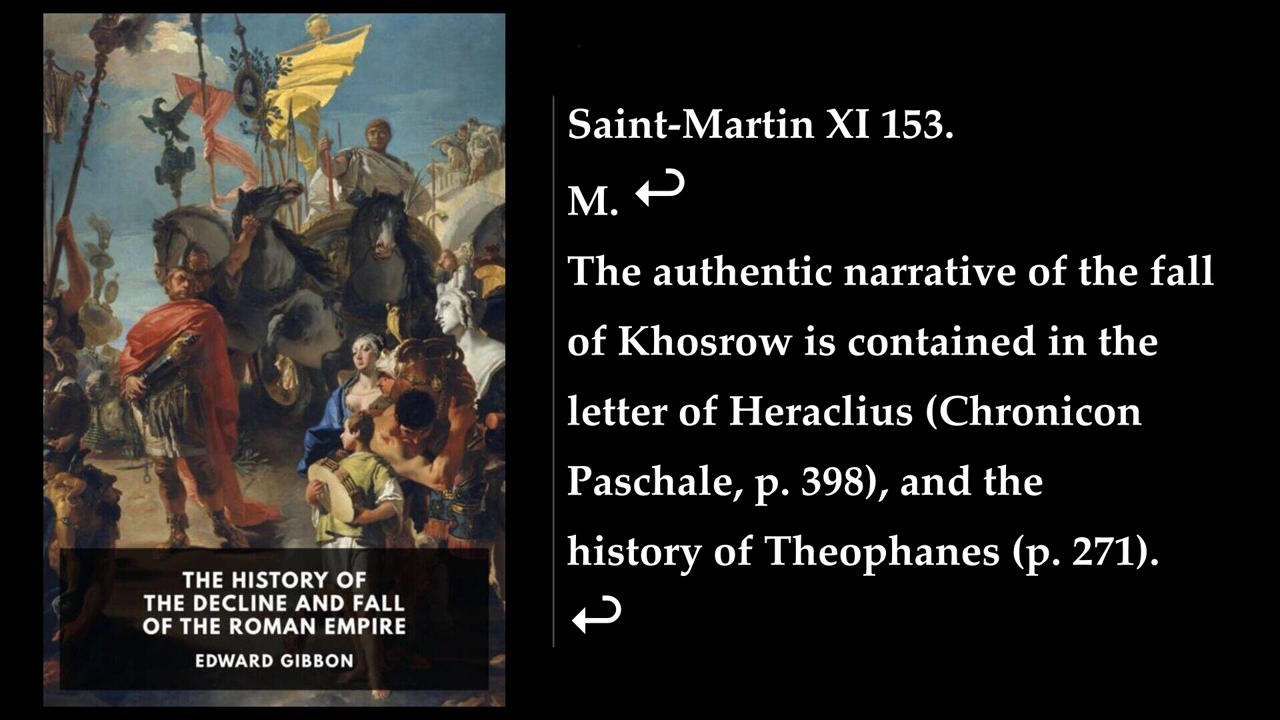 THE HISTORY OF
THE DECLINE AND FALL
OF THE ROMAN EMPIRE
EDWARD GIBBON
Saint-Martin XI 153.
M. ↩
The authentic narrative of the fall
of Khosrow is contained in the
letter of Heraclius (Chronicon
Paschale, p. 398), and the
history of Theophanes (p. 271).
↩